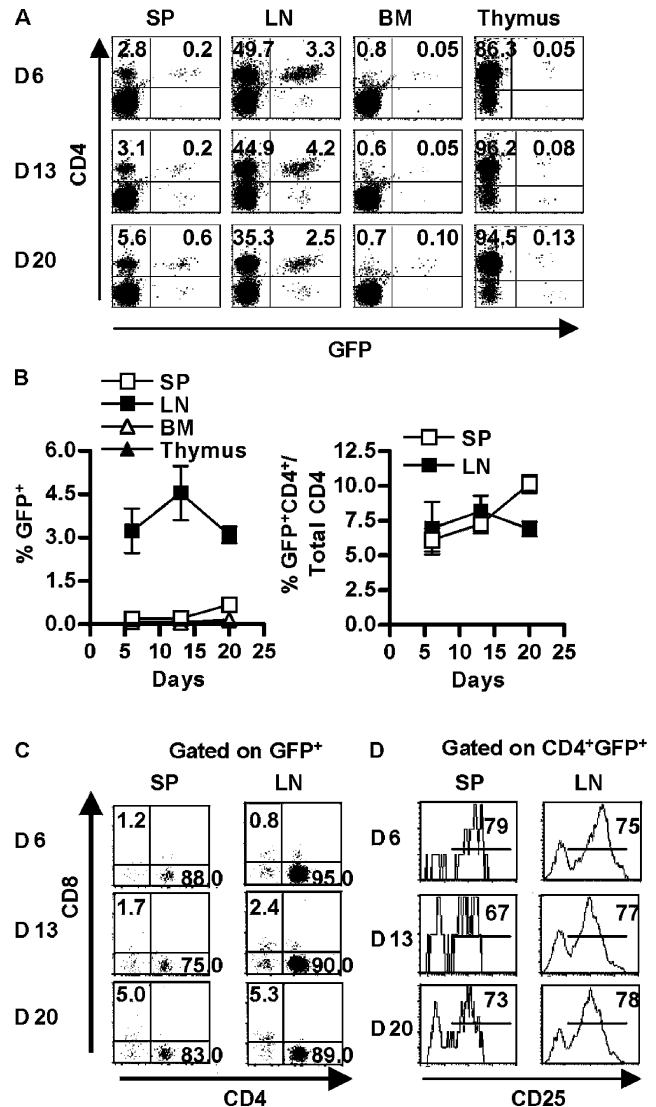 A
SP LN BM Thymus
D6
2.8 0.2 49.7 3.3 0.8 0.05 86.3 0.05
D13
3.1 0.2 44.9 4.2 0.6 0.05 96.2 0.08
D20
5.6 0.6 35.3 2.5 0.7 0.10 94.5 0.13
CD4
GFP
B
SP
LN
BM
Thymus
% GFP+
6.0
4.5
3.0
1.5
0.0
0 5 10 15 20 25
Days
SP
LN
% GFP+CD4+/
Total CD4
12.5
10.0
7.5
5.0
2.5
0.0
0 5 10 15 20 25
Days
C
Gated on GFP+
SP LN
D6
1.2 0.8
88.0 95.0
D13
1.7 2.4
75.0 90.0
D20
5.0 5.3
83.0 89.0
CD8
CD4
D
Gated on CD4+GFP+
SP LN
D6
79 75
D13
67 77
D20
73 78
CD25